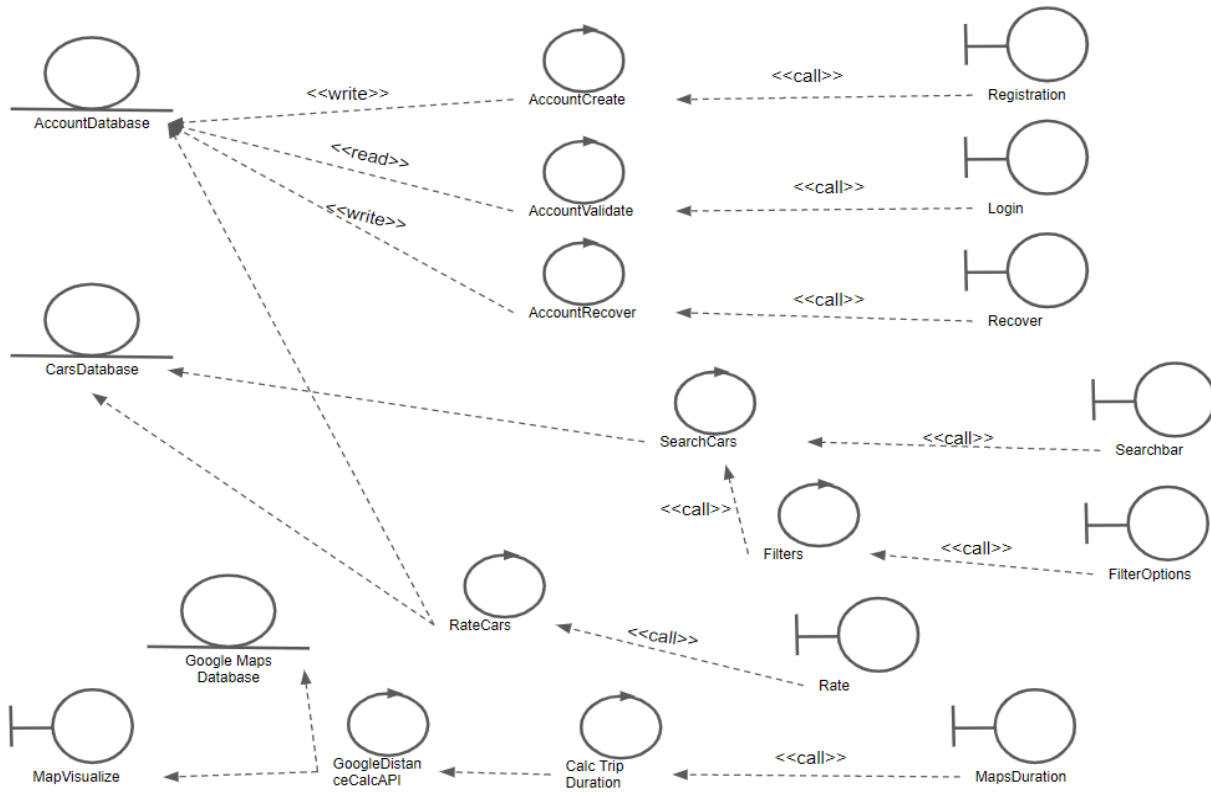 <<call>>
<<write>>
AccountDatabase
AccountCreate
Registration
<<read>>
<<call>>
<<write>>
AccountValidate
Login
<<call>>
AccountRecover
Recover
CarsDatabase
SearchCars
<<call>>
Searchbar
<<call>>
Filters
<<call>>
FilterOptions
RateCars
<<call>>
Google Maps
Database
Rate
MapVisualize
GoogleDistan
ceCalcAPI
Calc Trip
Duration
<<call>>
MapsDuration